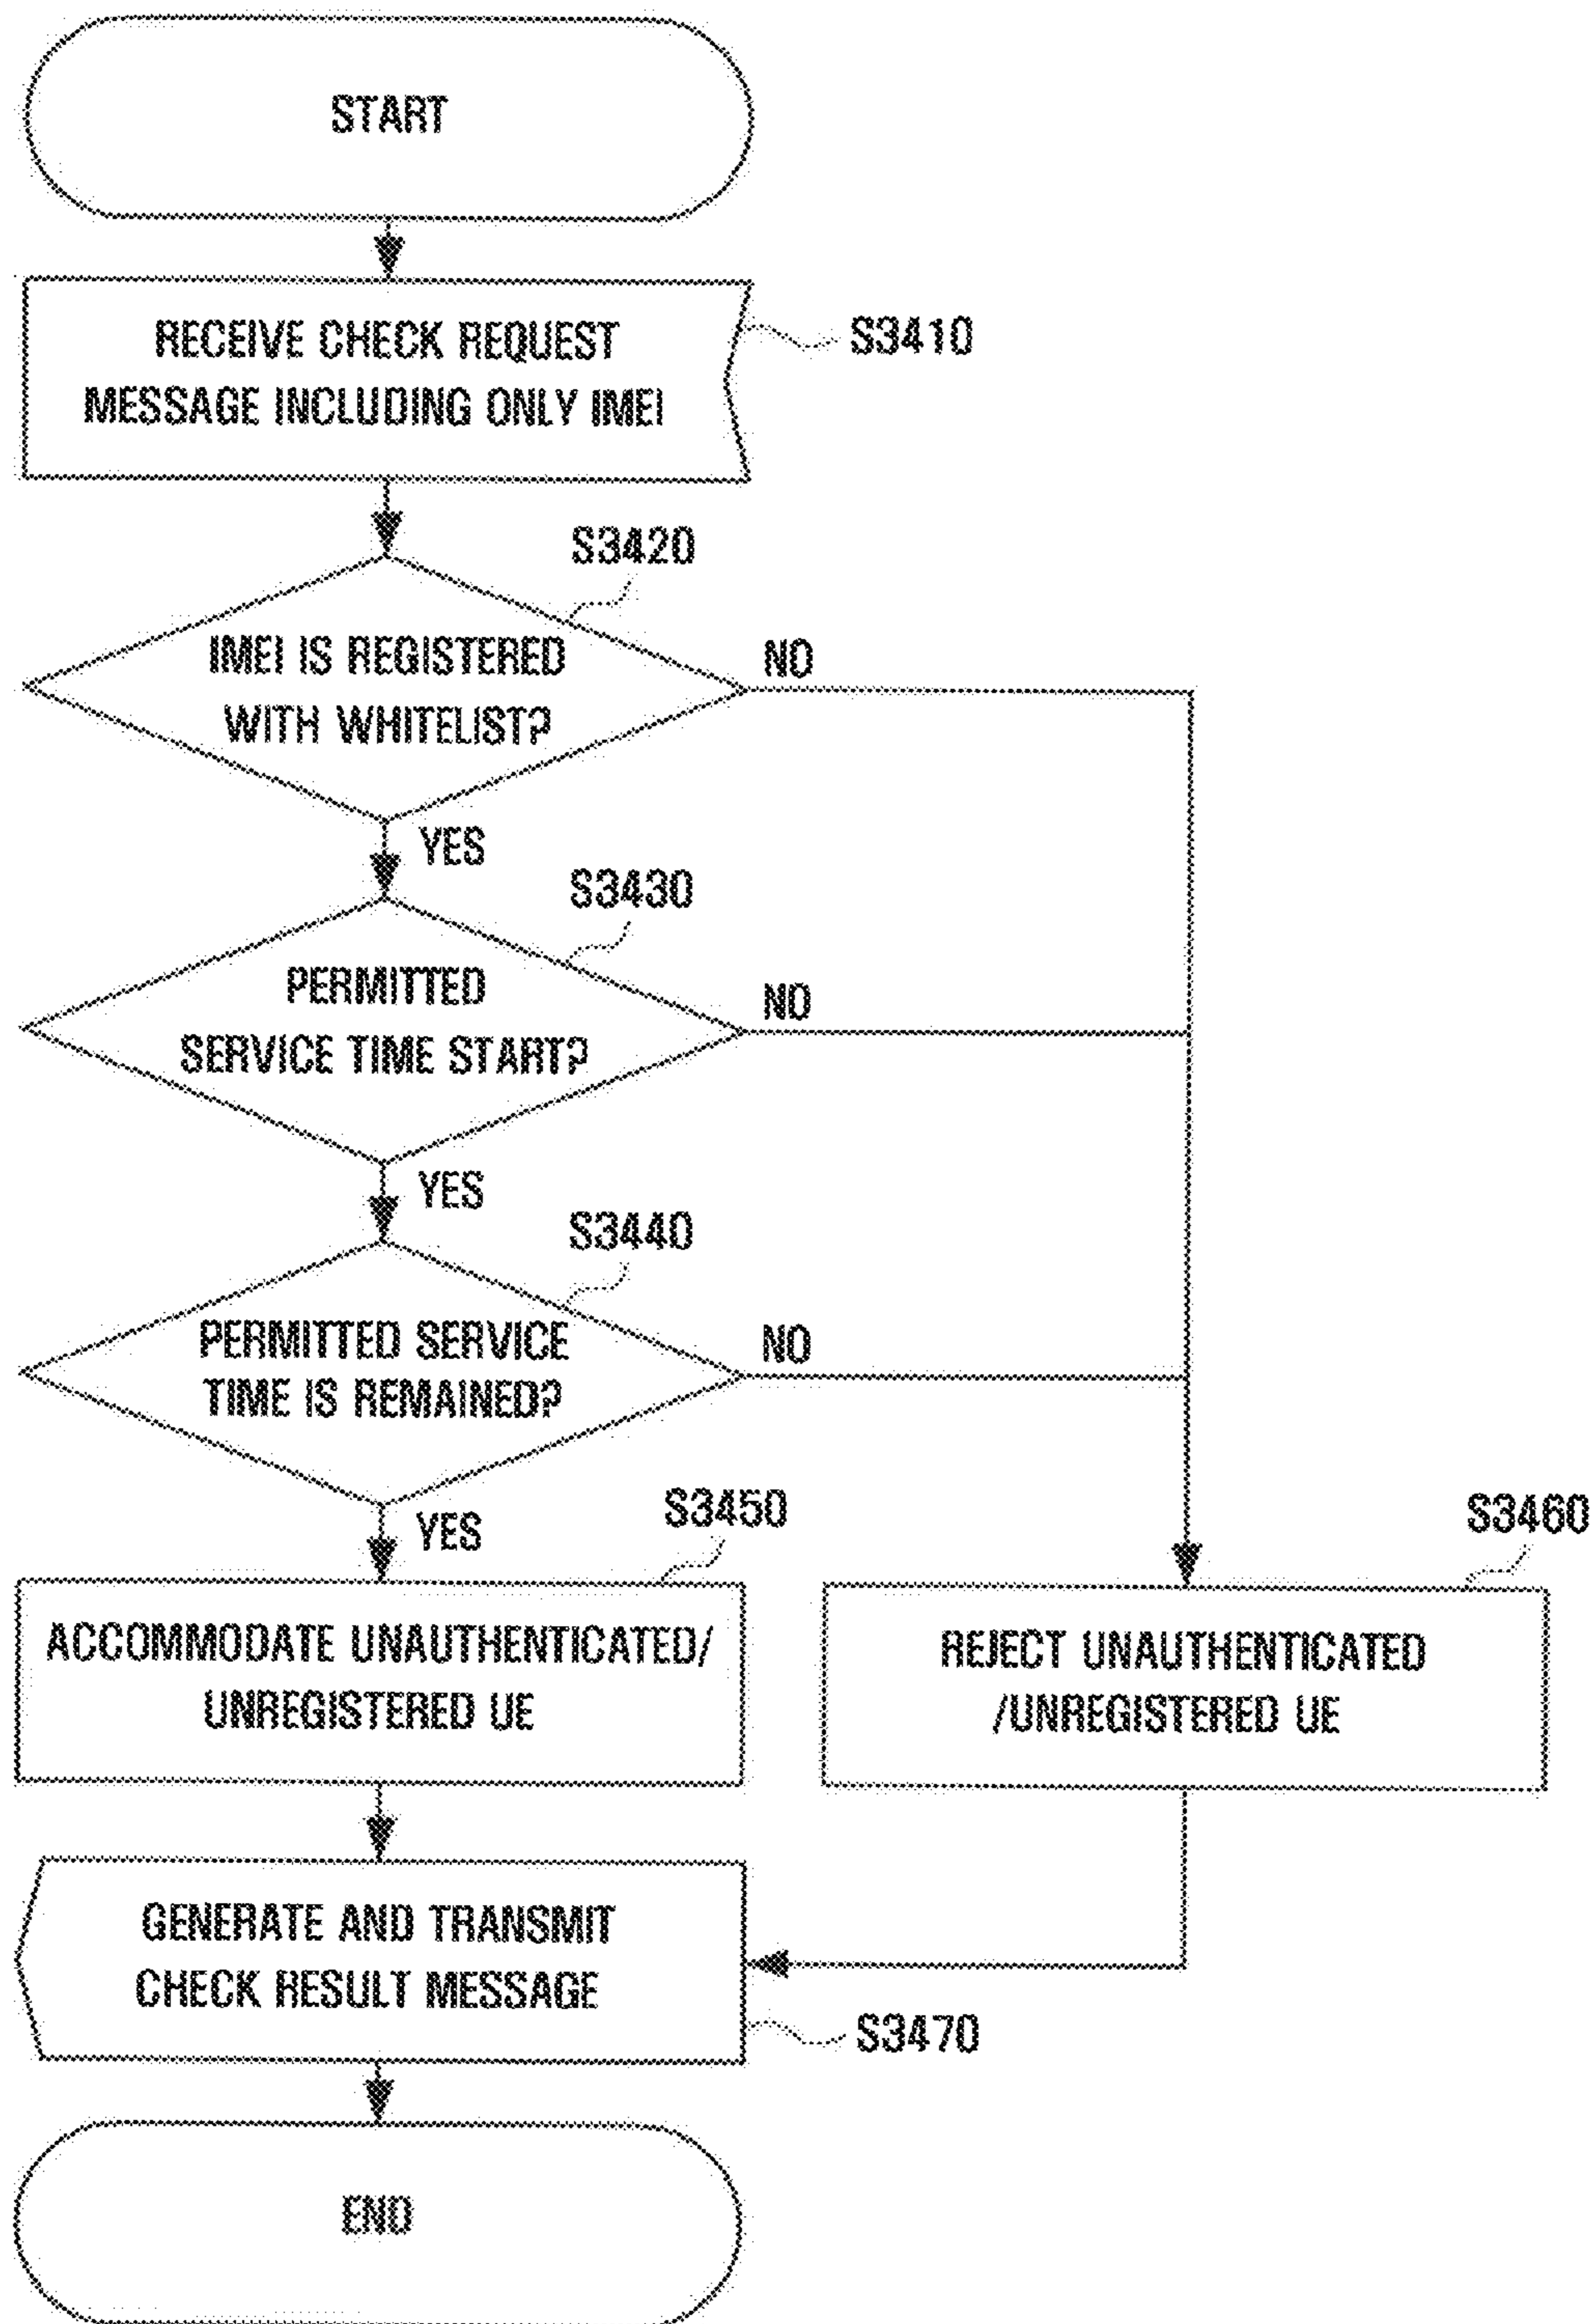 START
RECEIVE CHECK REQUEST
MESSAGE INCLUDING ONLY IMEI
S3410
S3420
IMEI IS REGISTERED
WITH WHITELIST?
NO
YES
S3430
PERMITTED
SERVICE TIME START?
NO
YES
S3440
PERMITTED SERVICE
TIME IS REMAINED?
NO
YES
S3450
ACCOMMODATE UNAUTHENTICATED/
UNREGISTERED UE
S3460
REJECT UNAUTHENTICATED
/UNREGISTERED UE
GENERATE AND TRANSMIT
CHECK RESULT MESSAGE
S3470
END